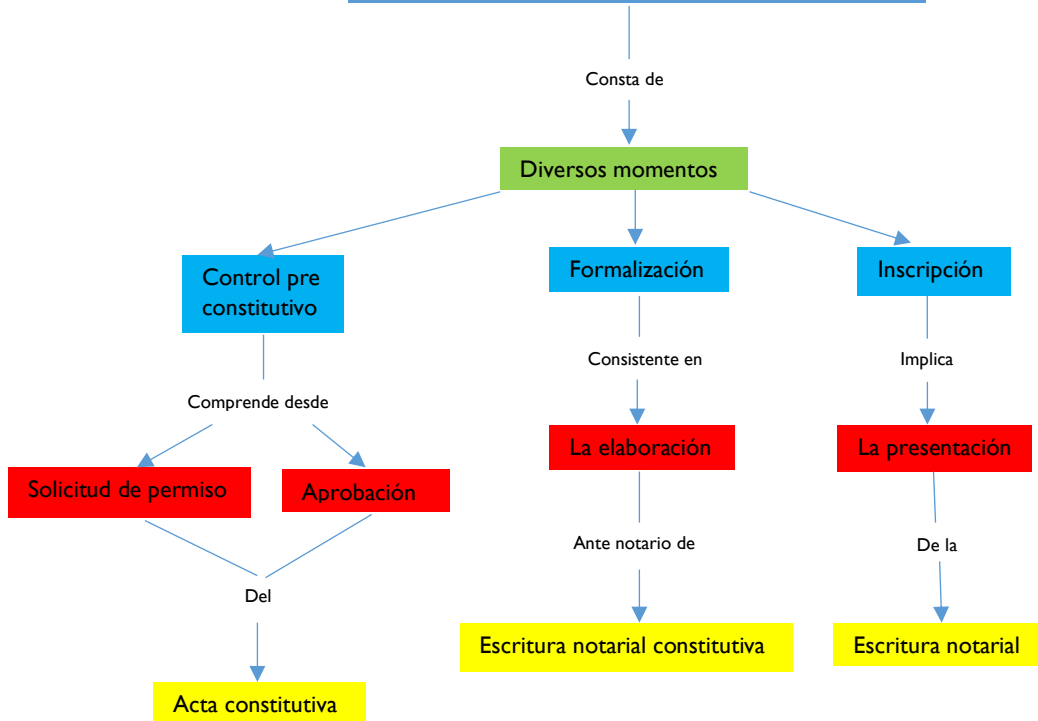 Consta de
Diversos momentos
Control pre
constitutivo
Formalización
Inscripción
Consistente en
Implica
Comprende desde
La elaboración
La presentación
Solicitud de permiso
Aprobación
Ante notario de
De la
Del
Escritura notarial constitutiva
Escritura notarial
Acta constitutiva